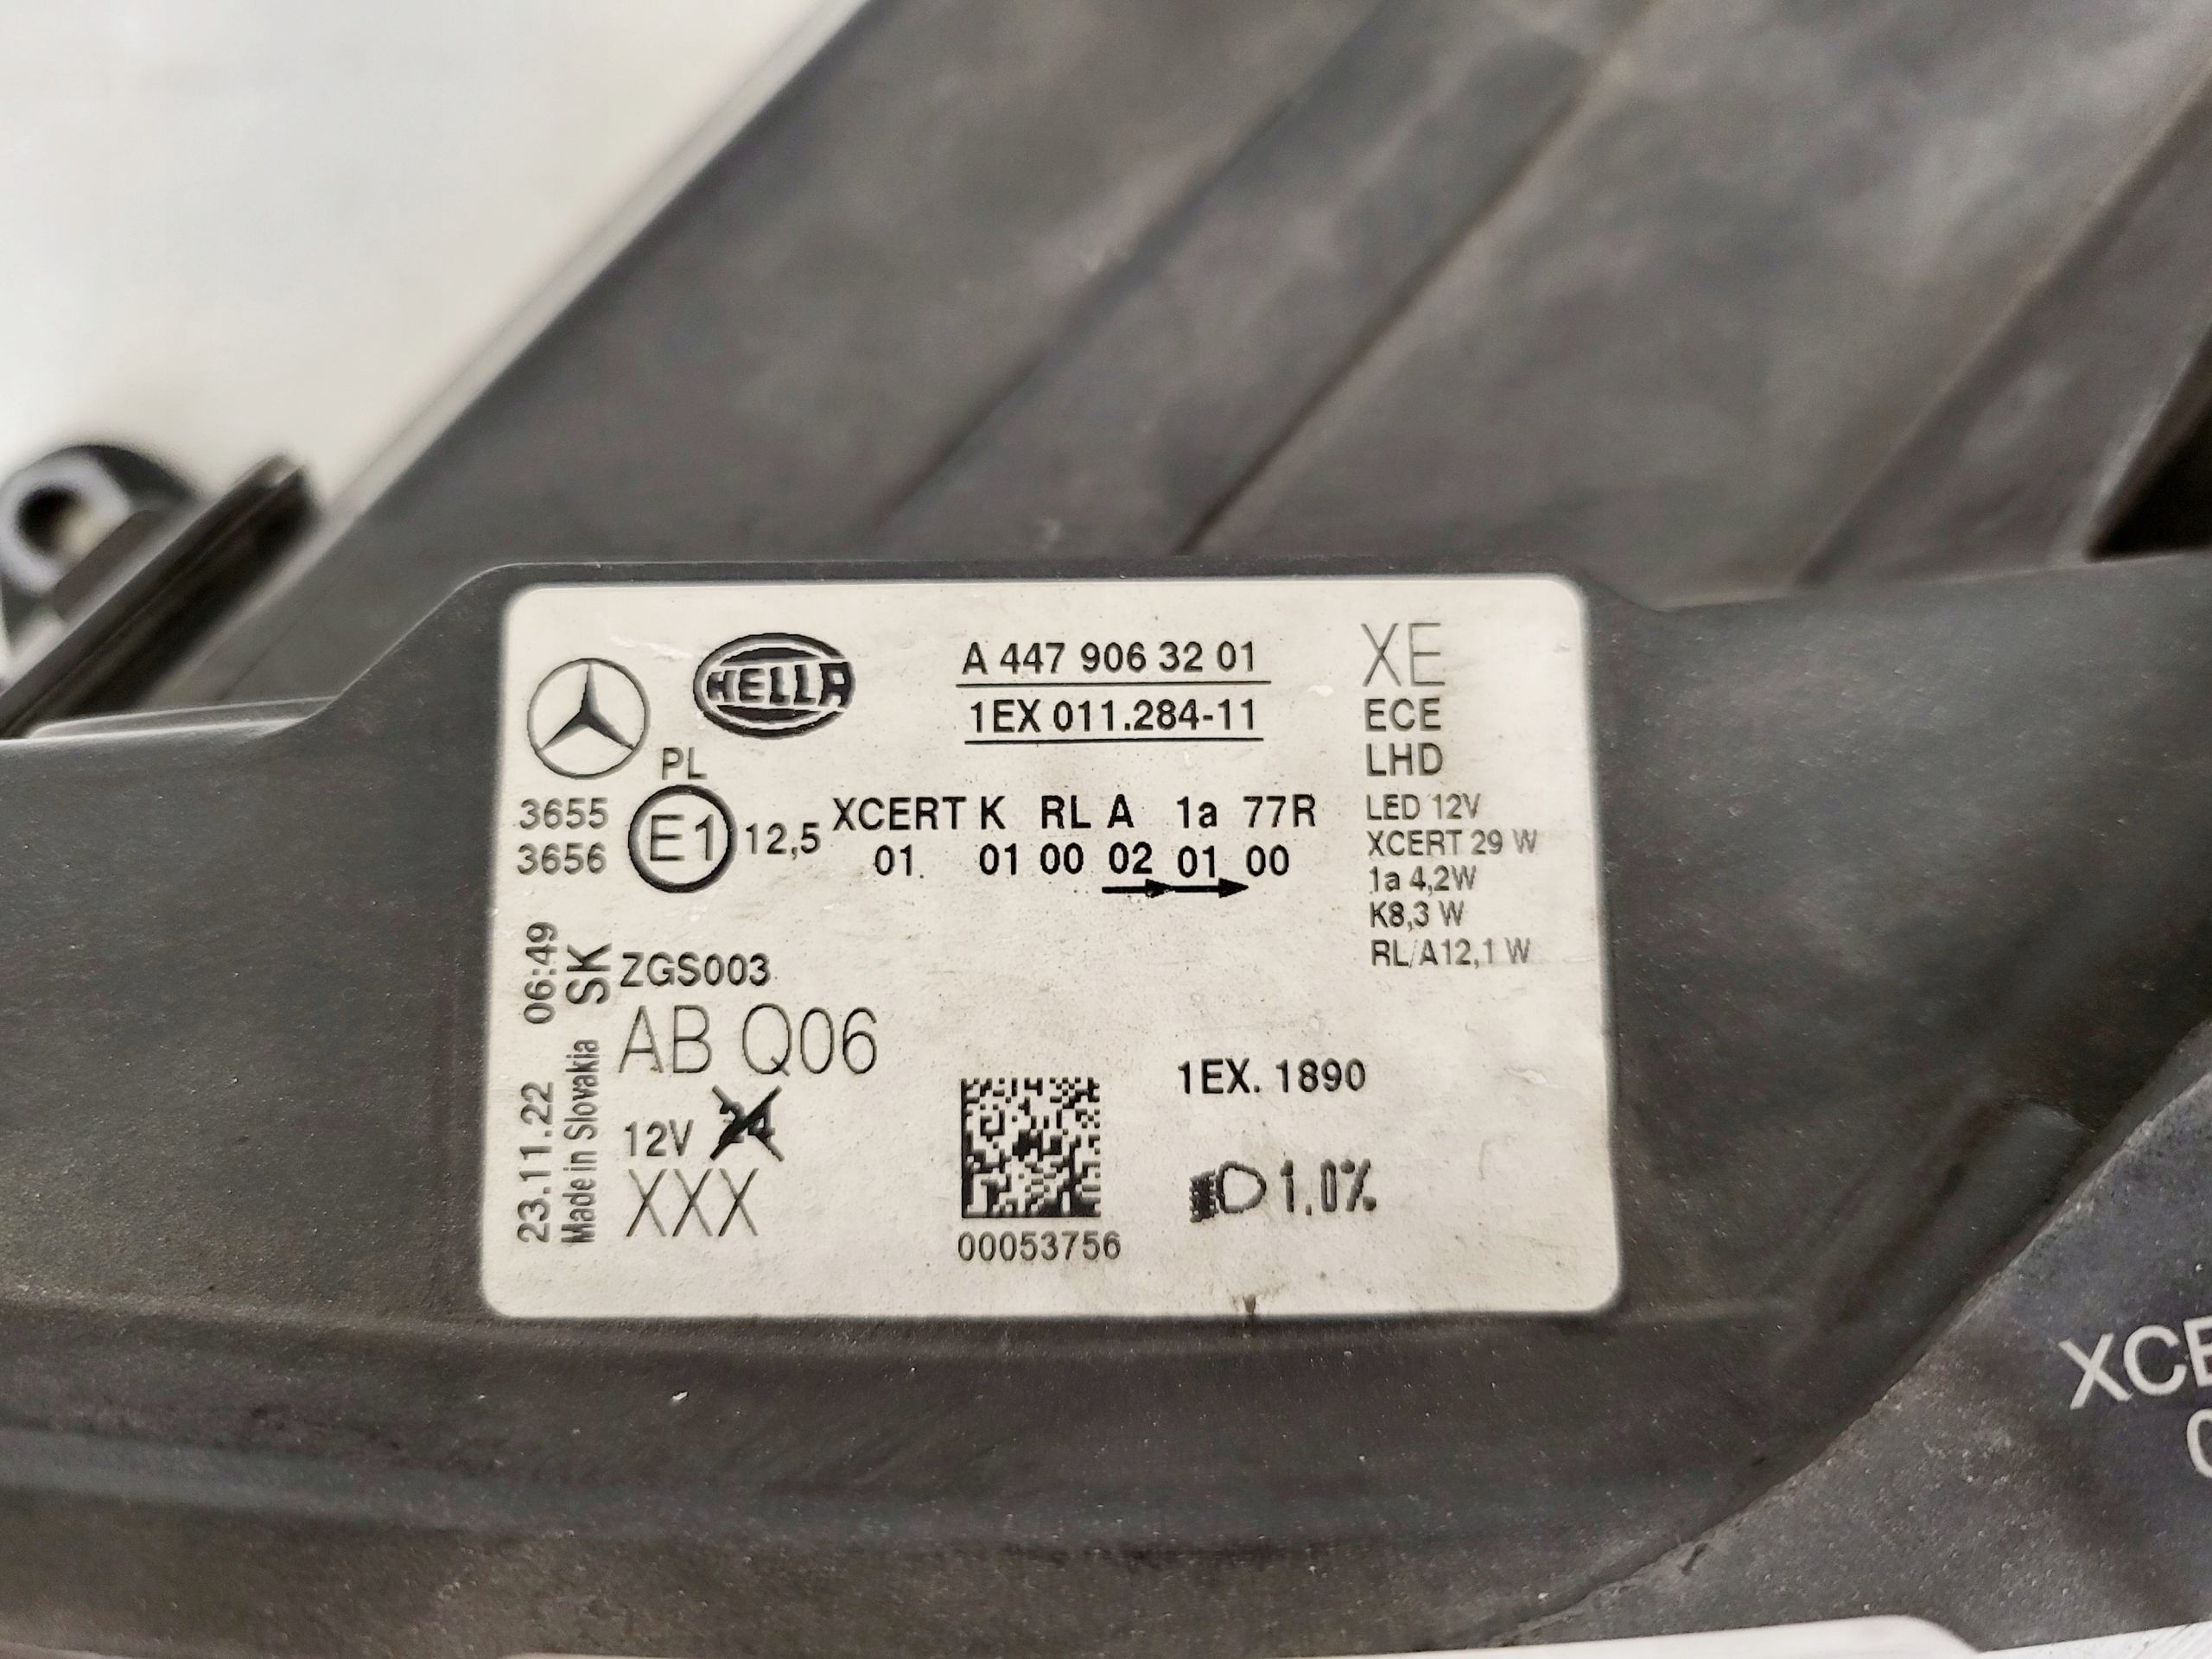 HELLA
A 447 906 32 01
1EX 011.284-11
XE
ECE
LHD
PL
3655
3656
E1
12,5
XCERT K RL A 1a 77R
01. 01 00 02 01 00
LED 12V
XCERT 29 W
1a 4,2W
K8,3 W
RL/A12,1 W
23.11.22 06:49
Made in Slovakia SK
ZGS003
AB Q06
12V 24
XXX
00053756
1EX. 1890
1.0%
XCE